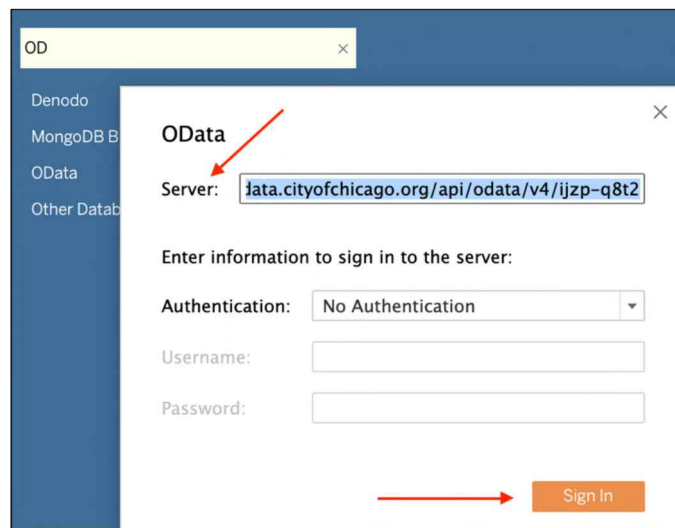 OD
Denodo
MongoDB B
OData
Other Datab
OData
Server: data.cityofchicago.org/api/odata/v4/ijzp-q8t2
Enter information to sign in to the server:
Authentication: No Authentication
Username:
Password:
Sign In